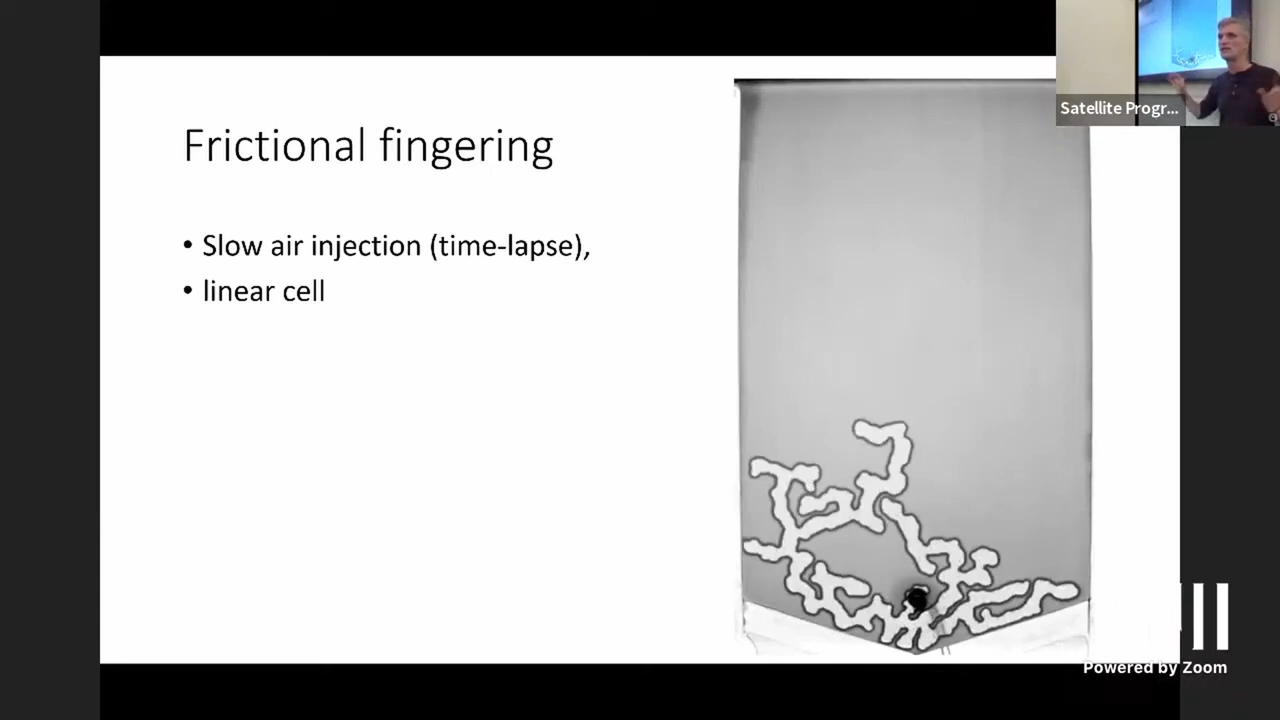 Satellite Progr...
Frictional fingering
• Slow air injection (time-lapse),
• linear cell
Powered by Zoom